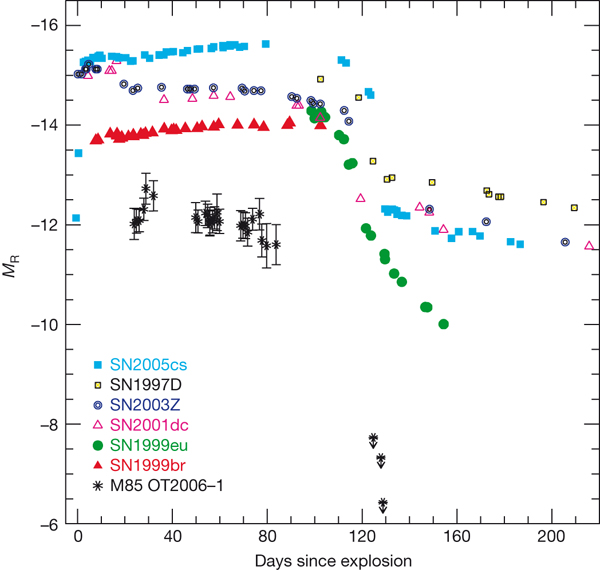 −16
−14
−12
−10
−8
−6
M_R
SN2005cs
SN1997D
SN2003Z
SN2001dc
SN1999eu
SN1999br
M85 OT2006–1
0 40 80 120 160 200
Days since explosion